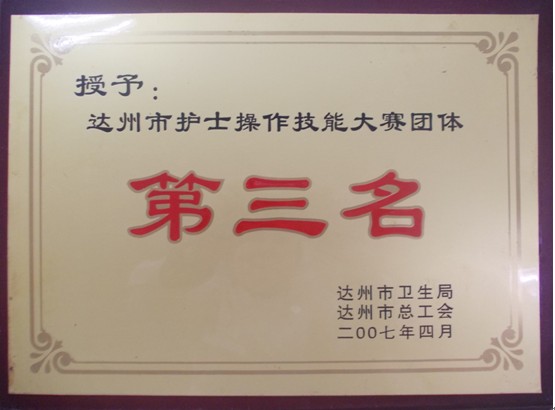 授予：
达州市护士操作技能大赛团体
第三名
达州市卫生局
达州市总工会
二00七年四月